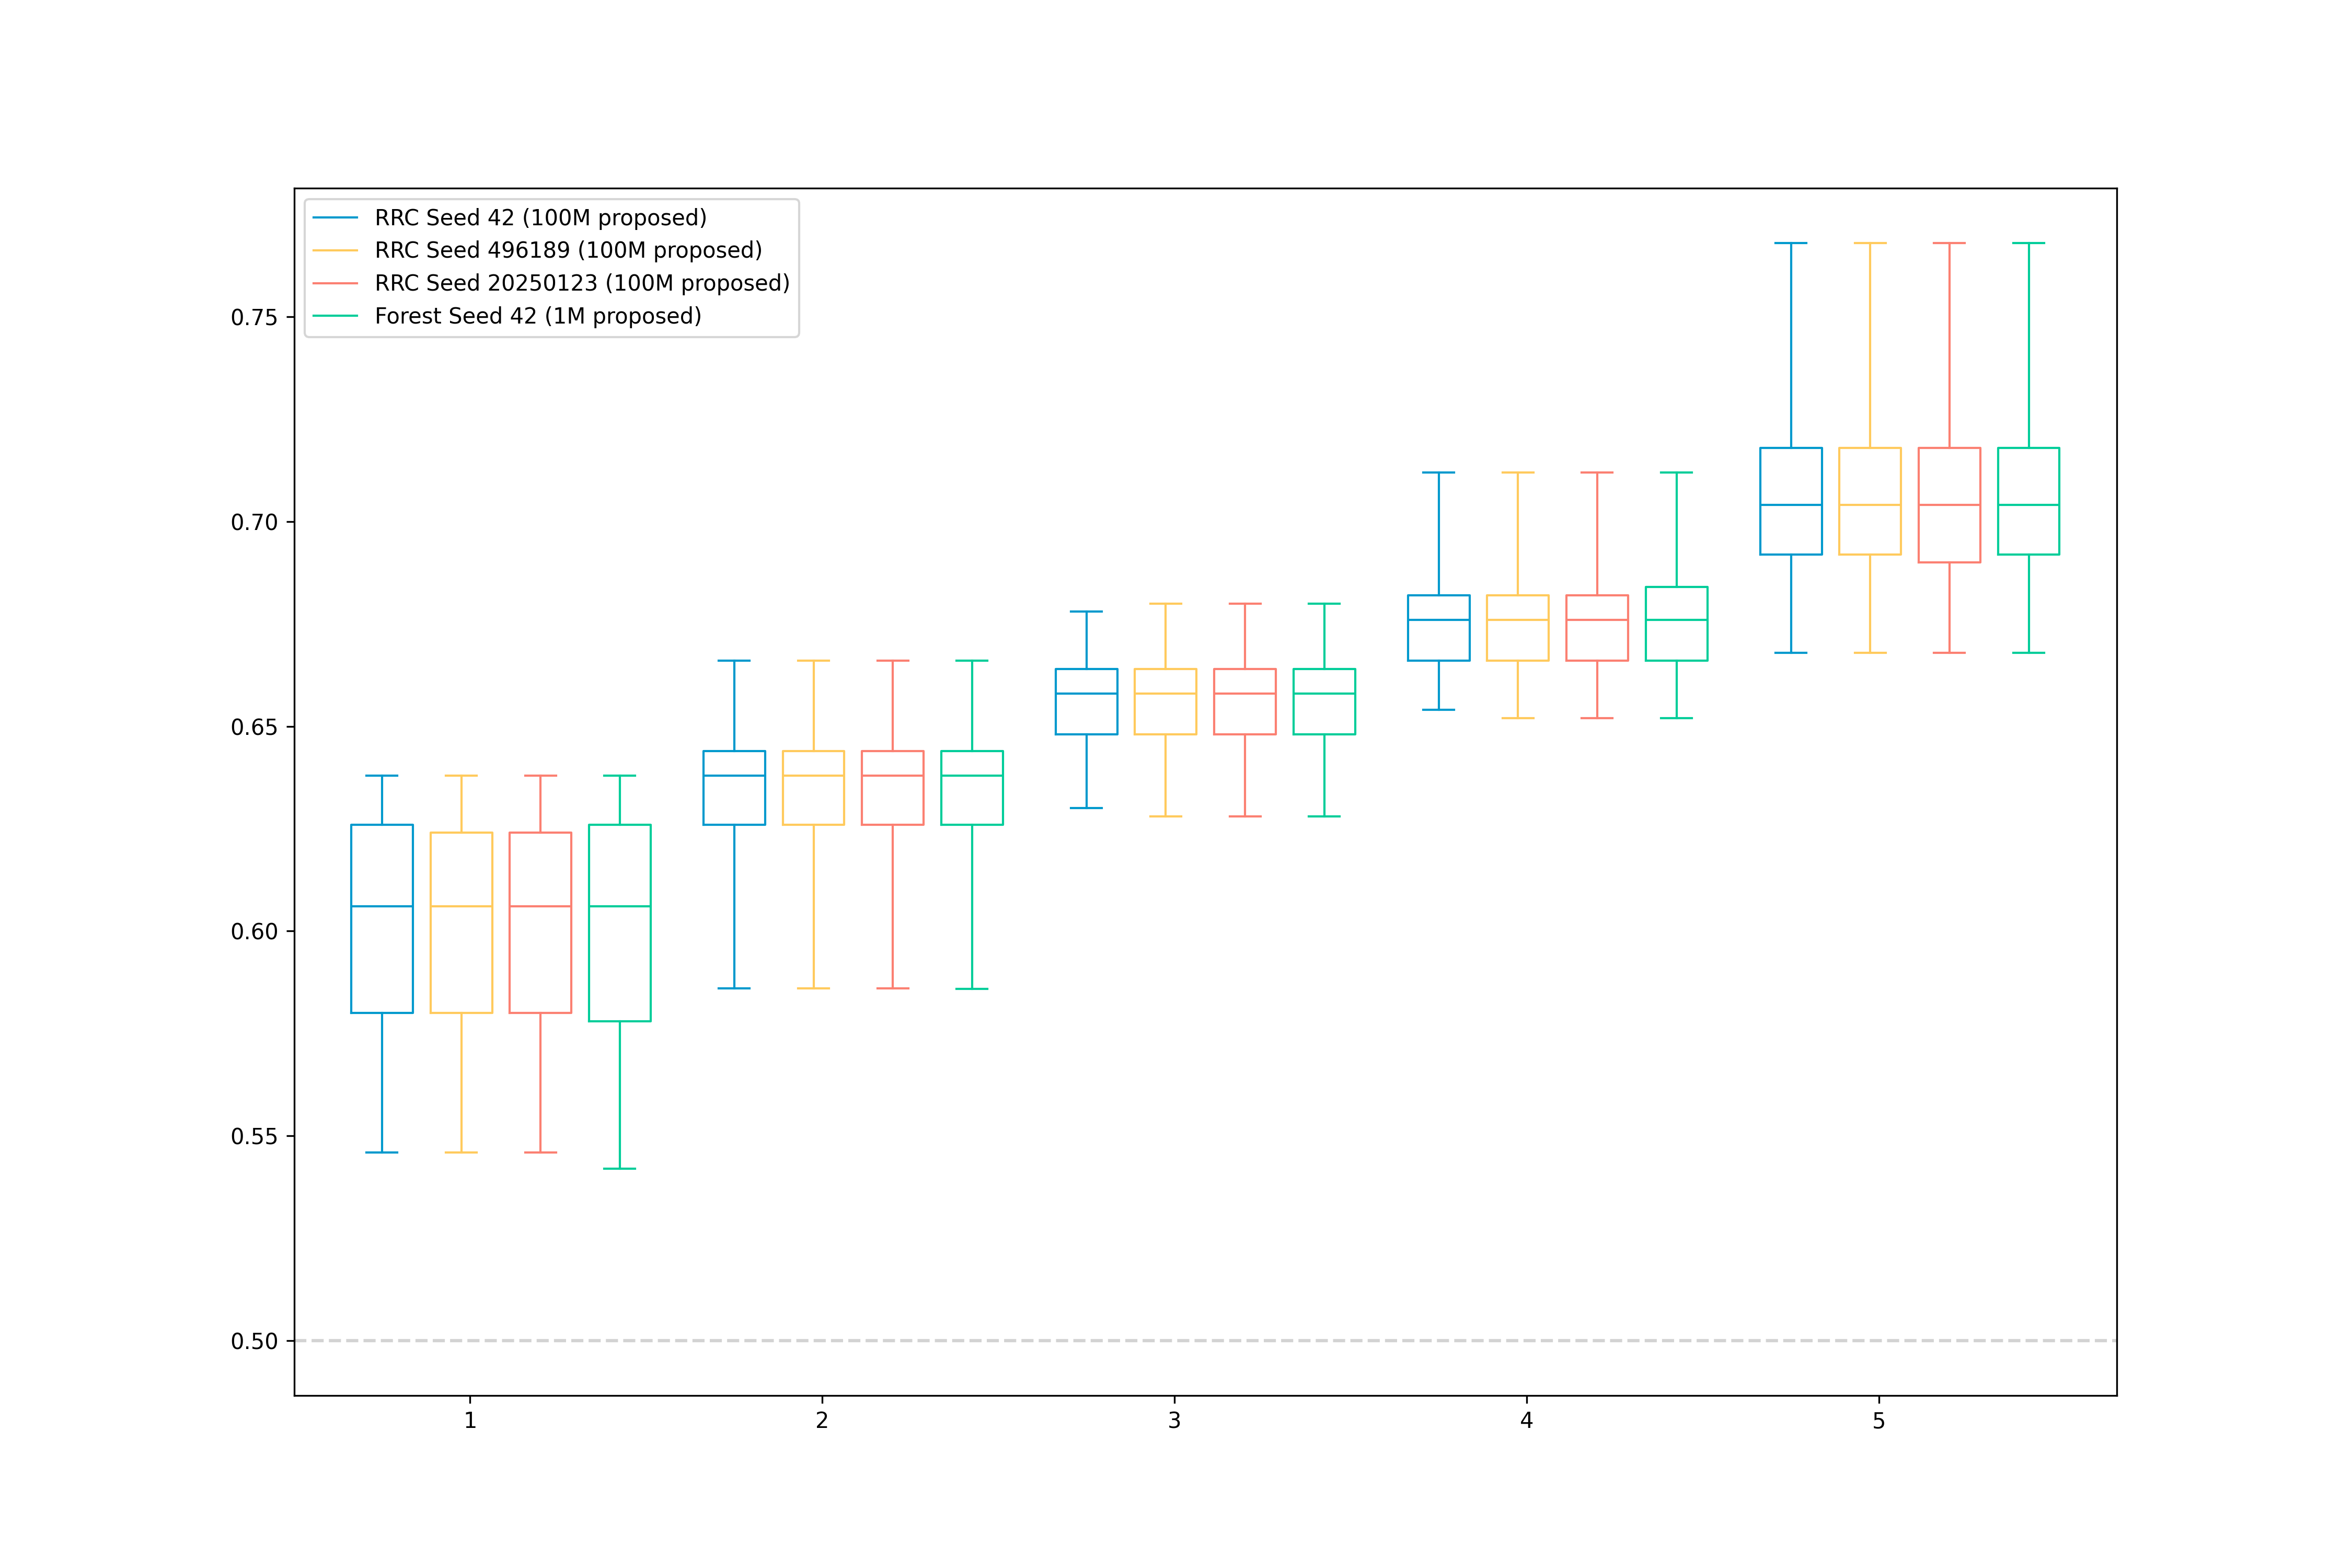 RRC Seed 42 (100M proposed)
RRC Seed 496189 (100M proposed)
RRC Seed 20250123 (100M proposed)
Forest Seed 42 (1M proposed)
0.75
0.70
0.65
0.60
0.55
0.50
1 2 3 4 5